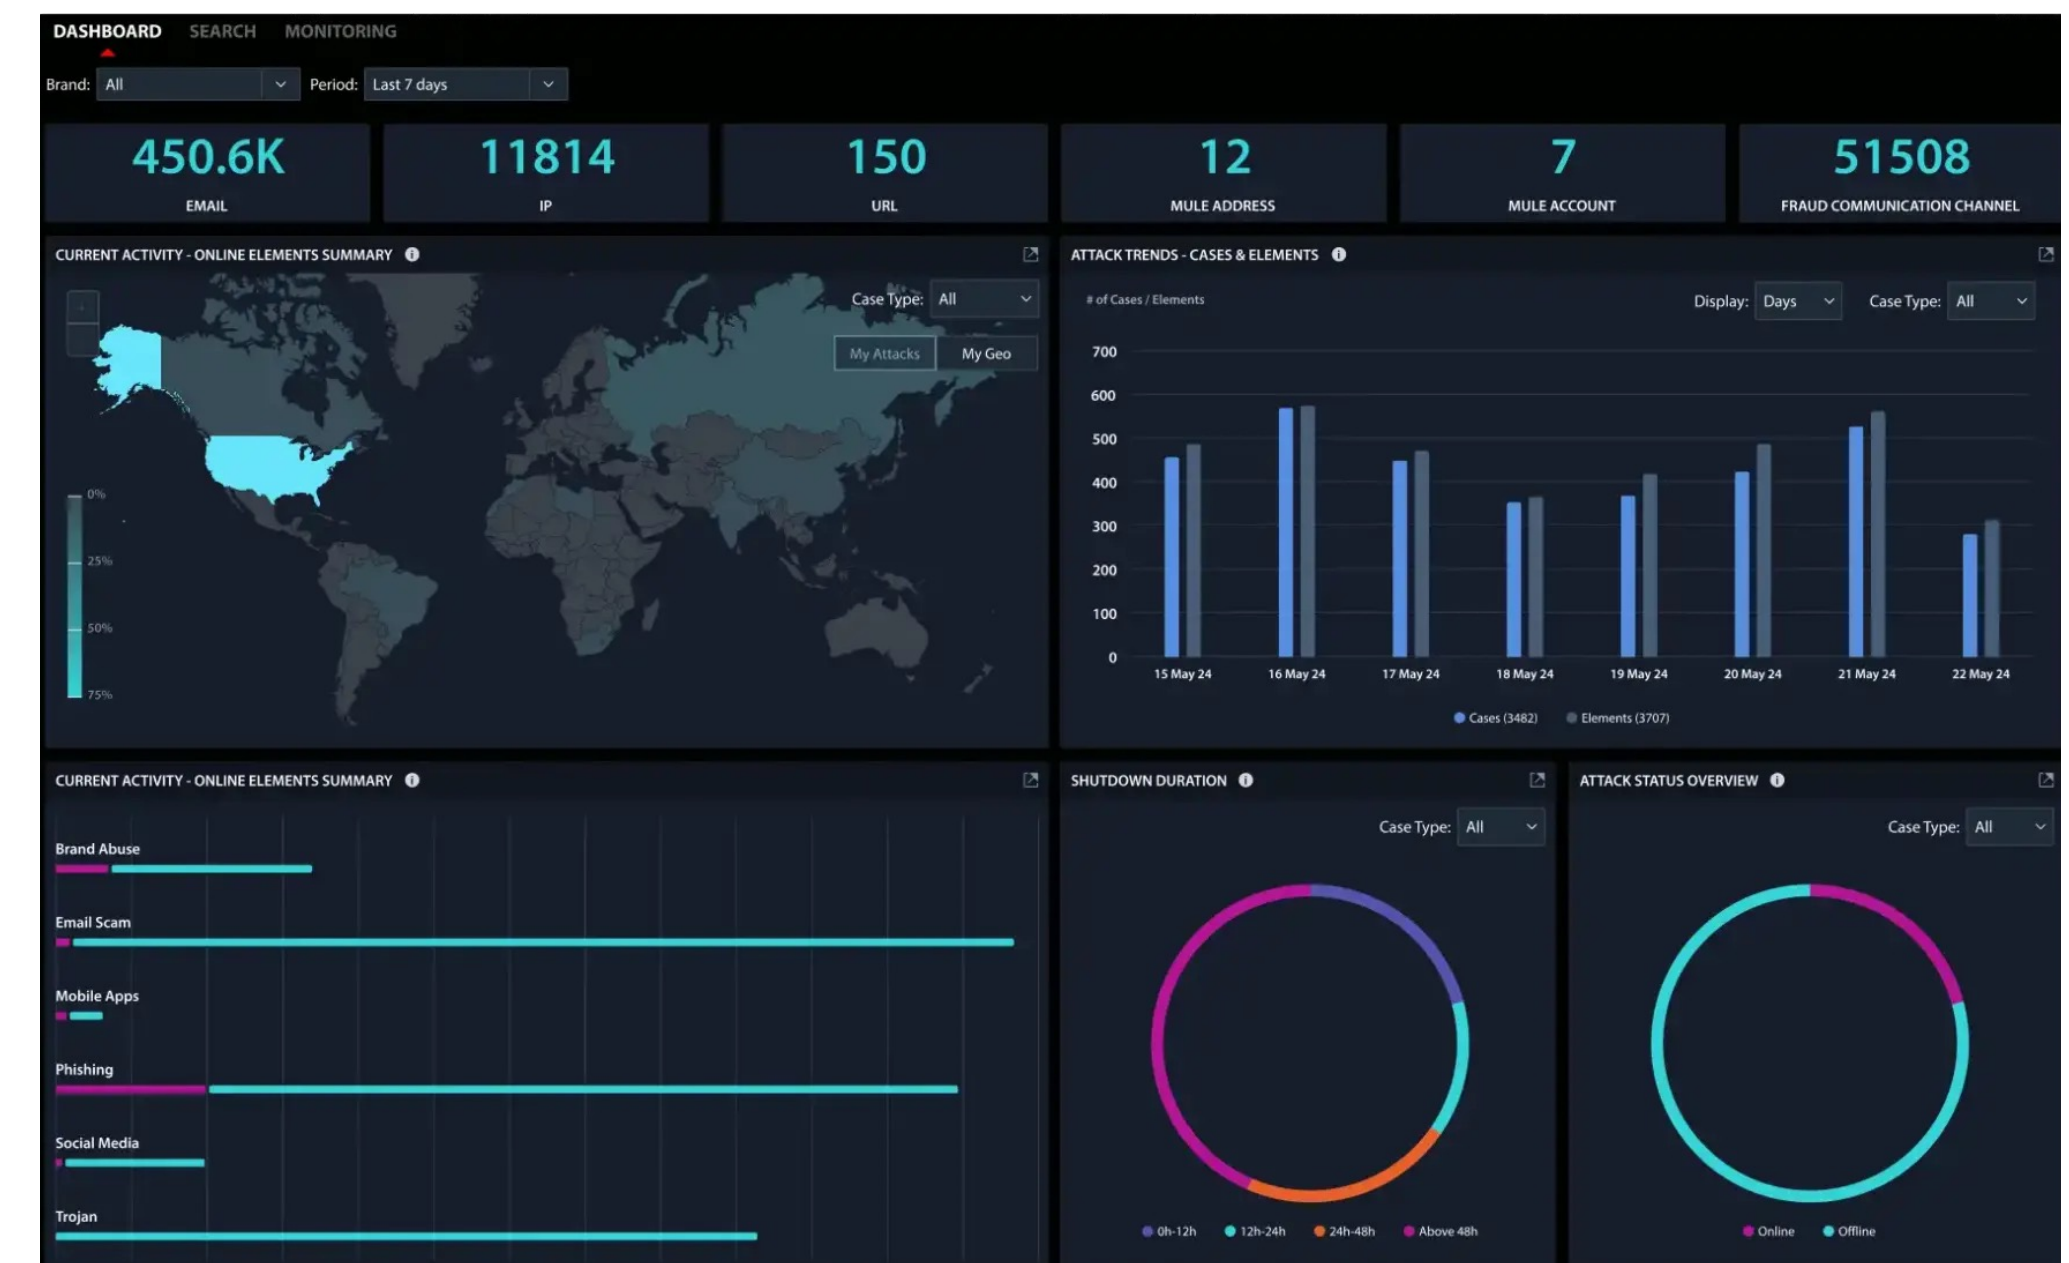 DASHBOARD SEARCH MONITORING
Brand: All Period: Last 7 days
450.6K
EMAIL
11814
IP
150
URL
12
MULE ADDRESS
7
MULE ACCOUNT
51508
FRAUD COMMUNICATION CHANNEL
CURRENT ACTIVITY - ONLINE ELEMENTS SUMMARY
Case Type: All
My Attacks My Geo
0%
25%
50%
75%
ATTACK TRENDS - CASES & ELEMENTS
# of Cases / Elements
Display: Days Case Type: All
700
600
500
400
300
200
100
0
15 May 24 16 May 24 17 May 24 18 May 24 19 May 24 20 May 24 21 May 24 22 May 24
Cases (3482) Elements (3707)
CURRENT ACTIVITY - ONLINE ELEMENTS SUMMARY
Brand Abuse
Email Scam
Mobile Apps
Phishing
Social Media
Trojan
SHUTDOWN DURATION
Case Type: All
0h-12h 12h-24h 24h-48h Above 48h
ATTACK STATUS OVERVIEW
Case Type: All
Online Offline